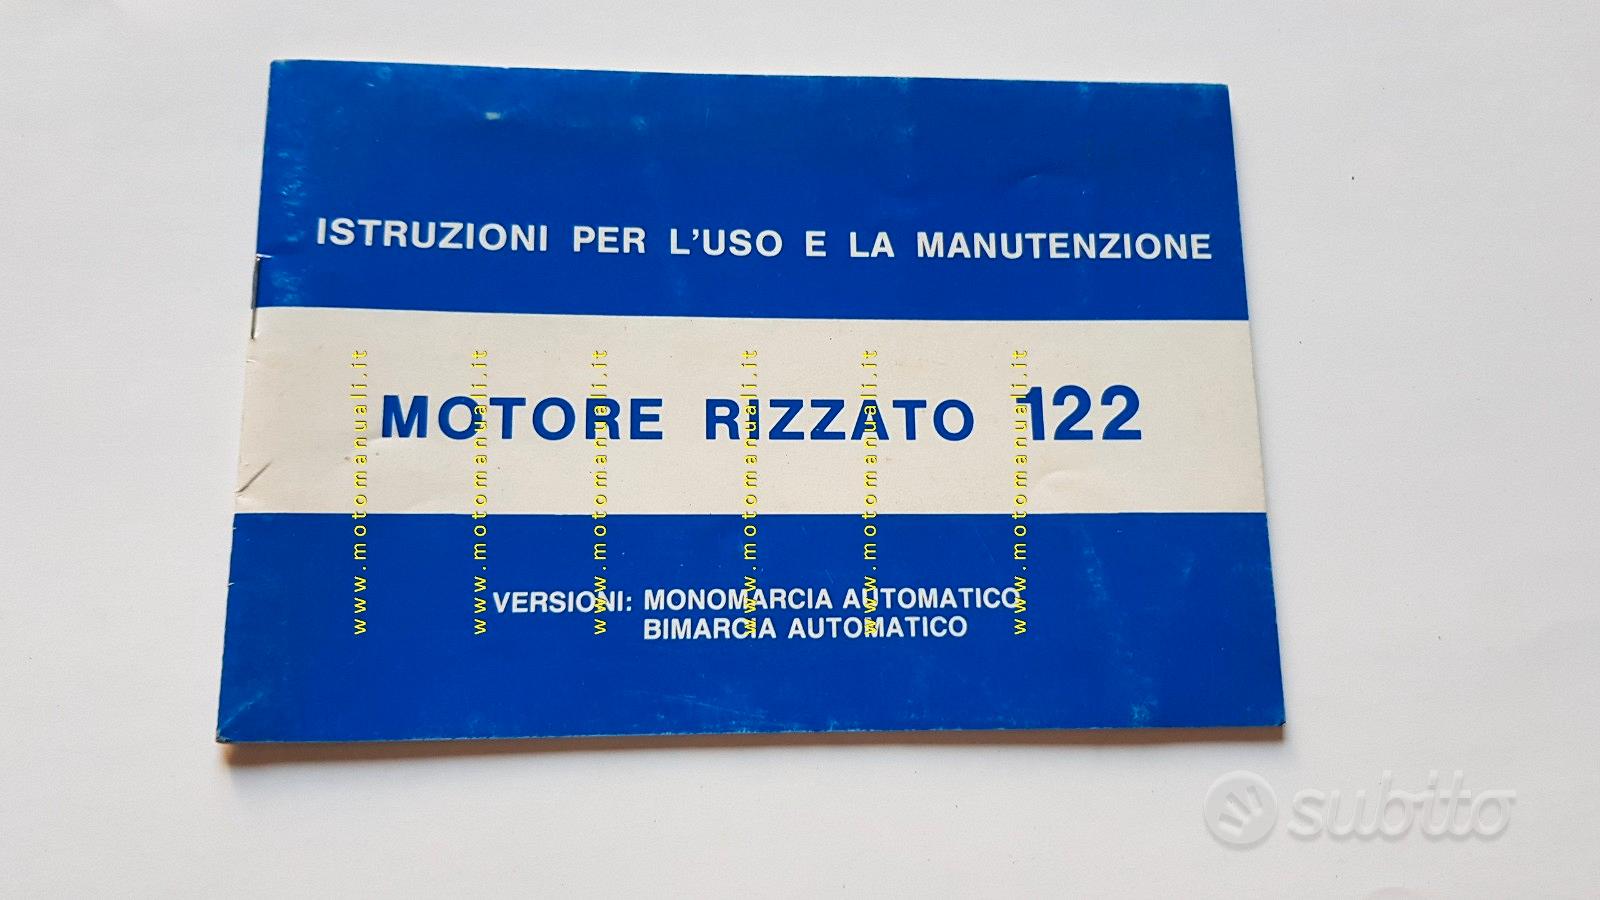 ISTRUZIONI PER L'USO E LA MANUTENZIONE
MOTORE RIZZATO 122
VERSIONI: MONOMARCIA AUTOMATICO
BIMARCIA AUTOMATICO
www.motomanuali.it
www.motomanuali.it
www.motomanuali.it
www.motomanuali.it
www.motomanuali.it
www.motomanuali.it
subito